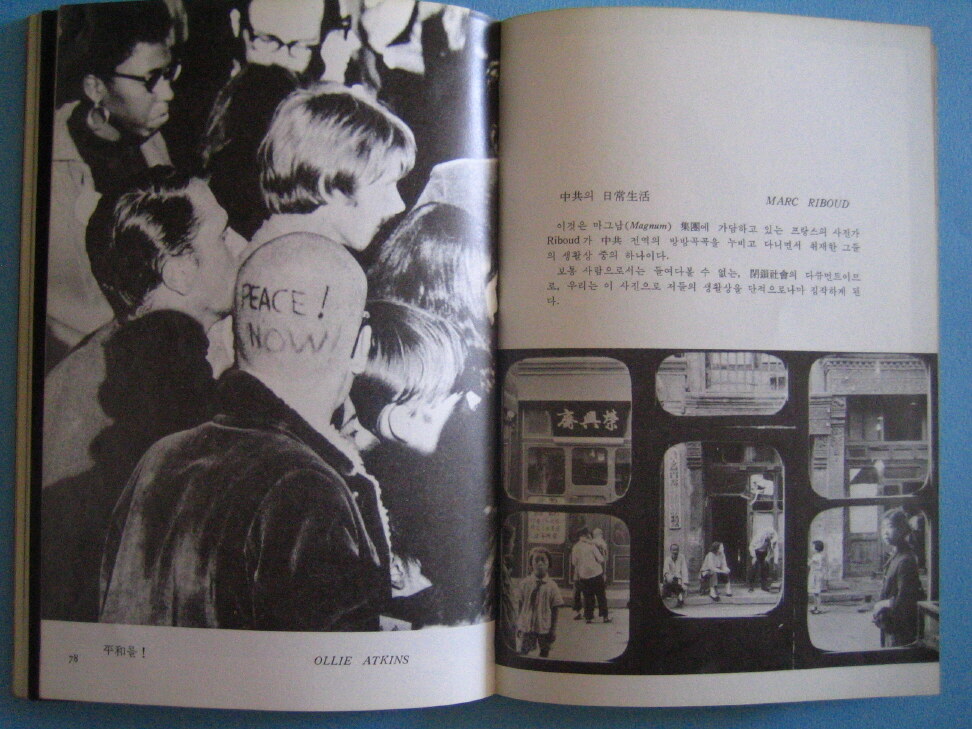 PEACE!
NOW
78
平和를!
OLLIE ATKINS
中共의 日常生活
MARC RIBOUD
이것은 마그남(Magnum) 集團에 가담하고 있는 프랑스의 사진가
Riboud가 中共 전역의 방방곡곡을 누비고 다니면서 취재한 그들
의 생활상 중의 하나이다.
보통 사람으로서는 들여다볼 수 없는, 閉鎖社會의 다큐먼트이므
로, 우리는 이 사진으로 저들의 생활상을 단적으로나마 짐작하게 된
다.
榮興齋